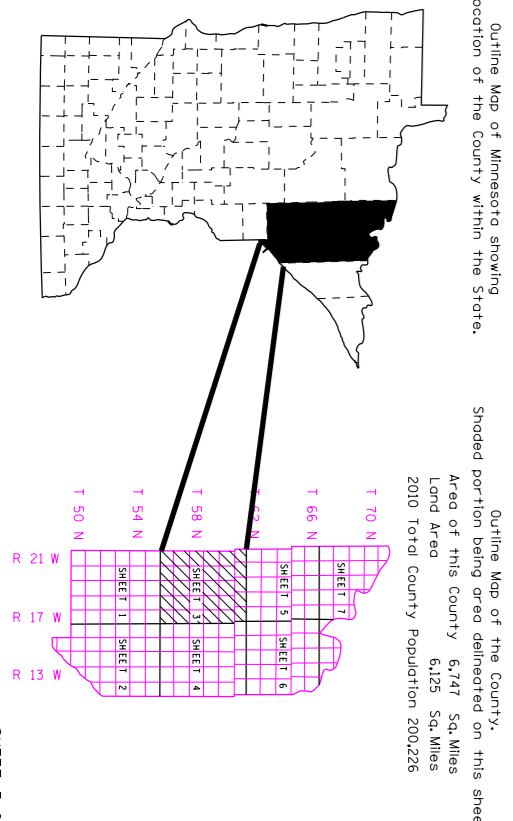 Outline Map of Minnesota showing
ocation of the County within the State.
Outline Map of the County.
Shaded portion being area delineated on this shee
Area of this County 6,747 Sq. Miles
Land Area 6,125 Sq. Miles
2010 Total County Population 200,226
T 70 N
T 66 N
T 62 N
T 58 N
T 54 N
T 50 N
R 21 W
R 17 W
R 13 W
SHEET 7
SHEET 5
SHEET 6
SHEET 3
SHEET 4
SHEET 1
SHEET 2